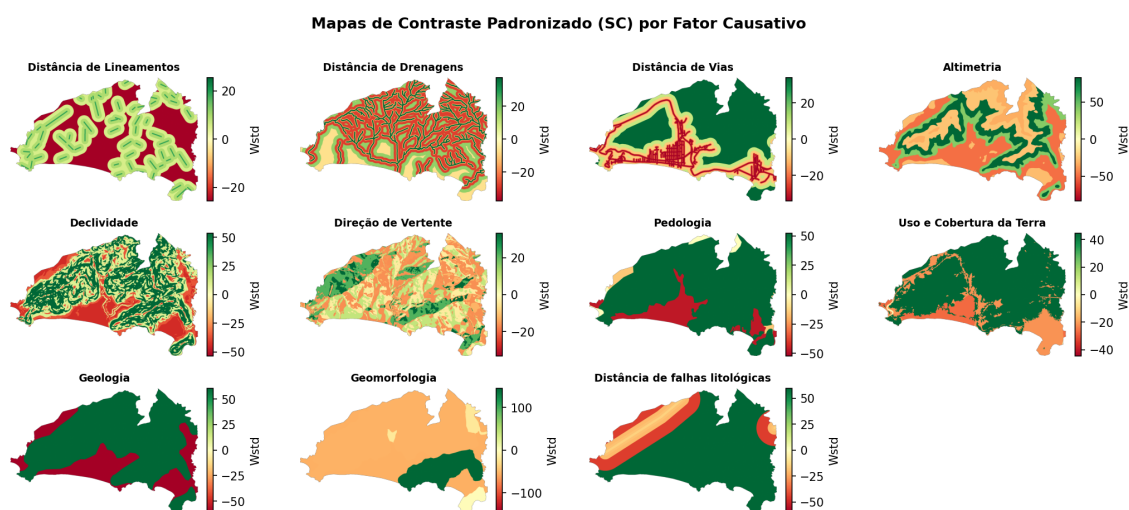 Mapas de Contraste Padronizado (SC) por Fator Causativo
Distância de Lineamentos
20
0
−20
Wstd
Distância de Drenagens
20
0
−20
Wstd
Distância de Vias
20
0
−20
Wstd
Altimetria
50
0
−50
Wstd
Declividade
50
25
0
−25
−50
Wstd
Direção de Vertente
20
0
−20
Wstd
Pedologia
50
25
0
−25
−50
Wstd
Uso e Cobertura da Terra
40
20
0
−20
−40
Wstd
Geologia
50
25
0
−25
−50
Wstd
Geomorfologia
100
50
0
−50
−100
Wstd
Distância de falhas litológicas
50
25
0
−25
−50
Wstd